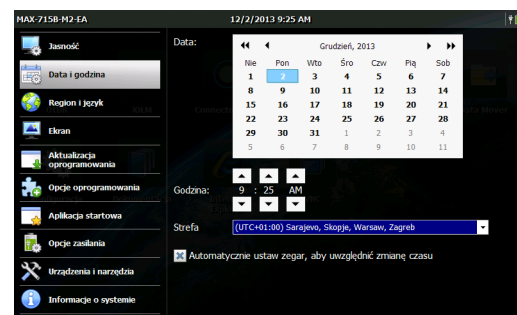 MAX-715B-M2-EA 12/2/2013 9:25 AM
Jasność
Data i godzina
Region i język
Ekran
Aktualizacja
oprogramowania
Opcje oprogramowania
Aplikacja startowa
Opcje zasilania
Urządzenia i narzędzia
Informacje o systemie
Data:
Grudzień, 2013
Nie Pon Wto Śro Czw Pią Sob
1 2 3 4 5 6 7
8 9 10 11 12 13 14
15 16 17 18 19 20 21
22 23 24 25 26 27 28
29 30 31 1 2 3 4
5 6 7 8 9 10 11
Godzina: 9 : 25 AM
Strefa (UTC+01:00) Sarajevo, Skopje, Warsaw, Zagreb
Automatycznie ustaw zegar, aby uwzględnić zmianę czasu